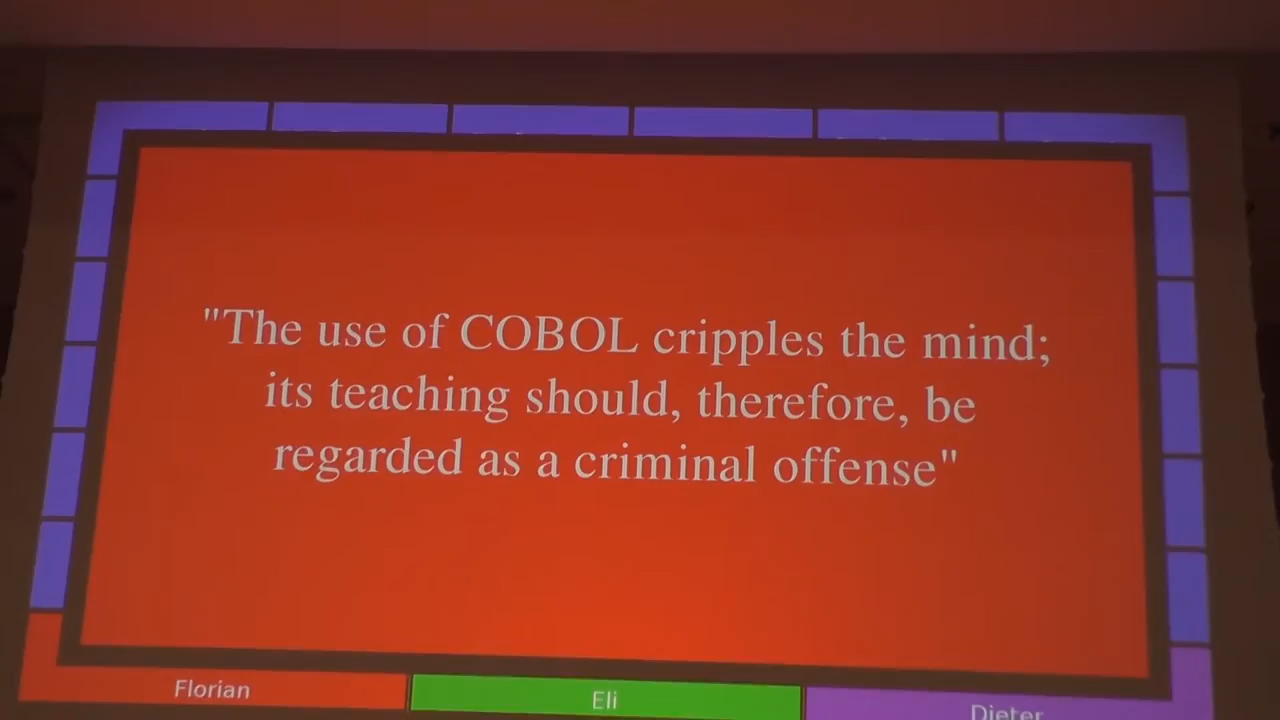 "The use of COBOL cripples the mind;
its teaching should, therefore, be
regarded as a criminal offense"
Florian
Eli
Dieter